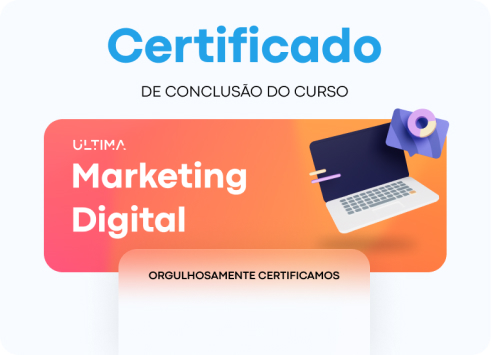 Certificado
DE CONCLUSÃO DO CURSO
ULTIMA
Marketing
Digital
ORGULHOSAMENTE CERTIFICAMOS